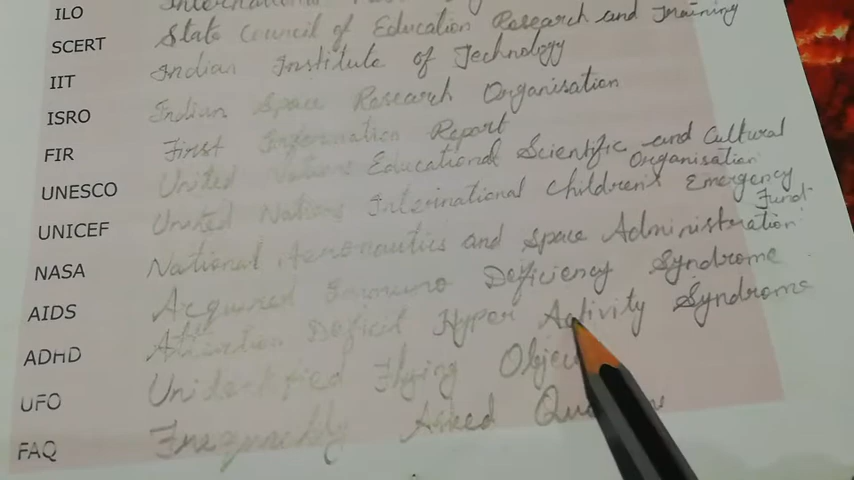 ILO International
SCERT State Council of Education Research and Training
IIT Indian Institute of Technology
ISRO Indian Space Research Organisation
FIR First Information Report
UNESCO United Nations Educational Scientific and Cultural
Organisation
UNICEF United Nations International Children's Emergency
Fund
NASA National Aeronautics and Space Administration
AIDS Acquired Immuno Deficiency Syndrome
ADHD Attention Deficit Hyper Activity Syndrome
UFO Unidentified Flying
FAQ Frequently Asked